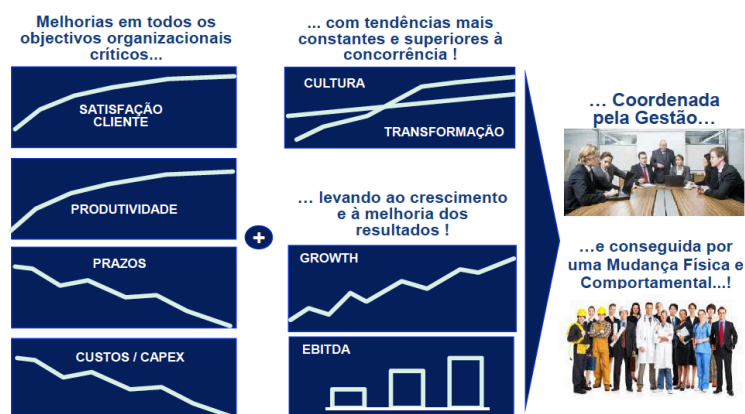 Melhorias em todos os
objectivos organizacionais
críticos...
SATISFAÇÃO
CLIENTE
PRODUTIVIDADE
PRAZOS
CUSTOS / CAPEX
... com tendências mais
constantes e superiores à
concorrência !
CULTURA
TRANSFORMAÇÃO
… levando ao crescimento
e à melhoria dos
resultados !
GROWTH
EBITDA
… Coordenada
pela Gestão…
…e conseguida por
uma Mudança Física e
Comportamental...!